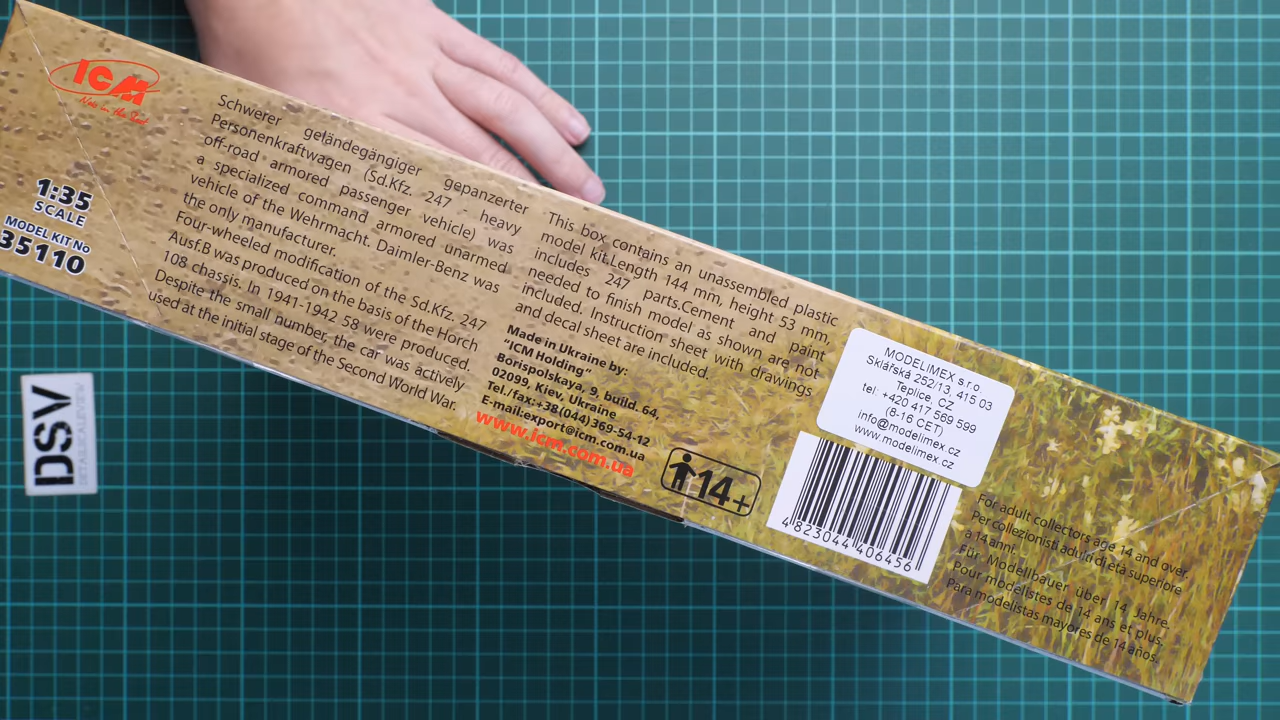 ICM
Not in the Best
1:35
SCALE
MODEL KIT No
35110
Schwerer geländegängiger gepanzerter
Personenkraftwagen (Sd.Kfz. 247 - heavy
off-road armored passenger vehicle) was
a specialized command armored unarmed
vehicle of the Wehrmacht. Daimler-Benz was
the only manufacturer.
Four-wheeled modification of the Sd.Kfz. 247
Ausf.B was produced on the basis of the Horch
108 chassis. In 1941-1942 58 were produced.
Despite the small number, the car was actively
used at the initial stage of the Second World War.
This box contains an unassembled plastic
model kit.Length 144 mm, height 53 mm,
includes 247 parts.Cement and paint
needed to finish model as shown are not
included. Instruction sheet with drawings
and decal sheet are included.
Made in Ukraine by:
“ICM Holding”
Borispolskaya, 9, build. 64,
02099, Kiev, Ukraine
Tel./fax:+38(044)369-54-12
E-mail:export@icm.com.ua
www.icm.com.ua
14+
MODELIMEX s.r.o.
Sklářská 252/13, 415 03
Teplice, CZ
tel: +420 417 569 599
(8-16 CET)
info@modelimex.cz
www.modelimex.cz
4 823044 406456
For adult collectors age 14 and over.
Per collezionisti adulti di età superiore
a 14 anni.
Für Modellbauer über 14 Jahre.
Pour modelistes de 14 ans et plus.
Para modelistas mayores de 14 años.
DSV
DETAILSCALEVIEW